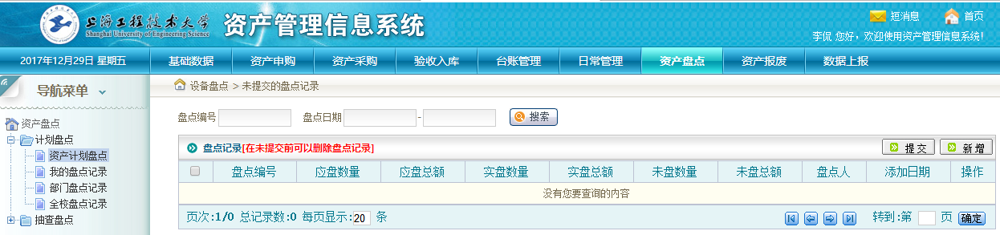 上海工程技术大学
Shanghai University of Engineering Science
资产管理信息系统
短消息 首页
李侃 您好，欢迎使用资产管理信息系统!
2017年12月29日 星期五 基础数据 资产申购 资产采购 验收入库 台账管理 日常管理 资产盘点 资产报废 数据上报
导航菜单
设备盘点 > 未提交的盘点记录
资产盘点
计划盘点
资产计划盘点
我的盘点记录
部门盘点记录
全校盘点记录
抽查盘点
盘点编号 盘点日期 - 搜索
盘点记录[在未提交前可以删除盘点记录] 提交 新增
盘点编号 应盘数量 应盘总额 实盘数量 实盘总额 未盘数量 未盘总额 盘点人 添加日期 操作
没有您要查询的内容
页次:1/0 总记录数:0 每页显示:20 条 转到:第 页 确定